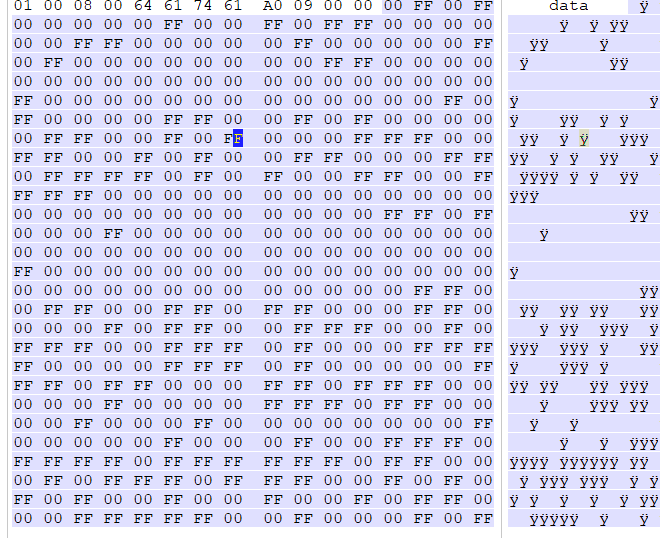 01 00 08 00 64 61 74 61 A0 09 00 00 00 FF 00 FF data ÿ
00 00 00 00 00 FF 00 00 FF 00 FF FF 00 00 00 00 ÿ ÿ ÿÿ
00 00 FF FF 00 00 00 00 00 FF 00 00 00 00 00 FF ÿÿ ÿ
00 FF 00 00 00 00 00 00 00 00 FF FF 00 00 00 00 ÿ ÿÿ
00 00 00 00 00 00 00 00 00 00 00 00 00 00 00 00
FF 00 00 00 00 00 00 00 00 00 00 00 00 00 FF 00 ÿ ÿ
FF 00 00 00 00 FF FF 00 00 FF 00 FF 00 00 00 00 ÿ ÿÿ ÿ ÿ
00 FF FF 00 00 FF 00 FF 00 00 00 FF FF FF 00 00 ÿÿ ÿ ÿ ÿÿÿ
FF FF 00 00 FF 00 FF 00 00 FF FF 00 00 00 FF FF ÿÿ ÿ ÿ ÿÿ ÿ
00 FF FF FF FF 00 FF 00 FF 00 00 FF FF 00 00 FF ÿÿÿÿ ÿ ÿ ÿÿ
FF FF FF 00 00 00 00 00 00 00 00 00 00 00 00 00 ÿÿÿ
00 00 00 00 00 00 00 00 00 00 00 00 FF FF 00 FF ÿÿ
00 00 00 FF 00 00 00 00 00 00 00 00 00 00 00 00 ÿ
00 00 00 00 00 00 00 00 00 00 00 00 00 00 00 00
FF 00 00 00 00 00 00 00 00 00 00 00 00 00 00 00 ÿ
00 00 00 00 00 00 00 00 00 00 00 00 00 FF FF 00 ÿÿ
00 FF FF 00 00 FF FF 00 FF FF 00 00 00 FF FF 00 ÿÿ ÿÿ ÿÿ ÿÿ
00 00 00 FF 00 FF FF 00 00 FF FF FF 00 00 FF 00 ÿ ÿÿ ÿÿÿ ÿ
FF FF FF 00 00 FF FF FF 00 FF 00 00 00 FF FF FF ÿÿÿ ÿÿÿ ÿ ÿÿ
FF 00 00 00 00 FF FF FF 00 FF 00 00 00 00 00 FF ÿ ÿÿÿ ÿ
FF FF 00 FF FF 00 00 00 FF FF 00 FF FF FF 00 00 ÿÿ ÿÿ ÿÿ ÿÿÿ
00 00 00 FF 00 00 00 00 FF FF FF 00 FF FF 00 00 ÿ ÿÿÿ ÿÿ
00 00 FF 00 00 00 FF 00 00 00 00 00 00 00 00 FF ÿ ÿ
00 00 00 00 00 FF 00 00 00 FF 00 00 FF FF FF 00 ÿ ÿ ÿÿÿ
FF FF FF FF 00 FF FF FF FF FF FF 00 FF FF 00 00 ÿÿÿÿ ÿÿÿÿÿÿ ÿÿ
00 FF 00 FF FF FF 00 FF FF FF 00 00 FF 00 FF 00 ÿ ÿÿÿ ÿÿÿ ÿ ÿ
FF 00 FF 00 00 FF 00 00 FF 00 00 FF 00 FF FF 00 ÿ ÿ ÿ ÿ ÿ ÿÿ
00 00 FF FF FF FF FF 00 00 FF 00 00 00 FF 00 FF ÿÿÿÿÿ ÿ ÿ